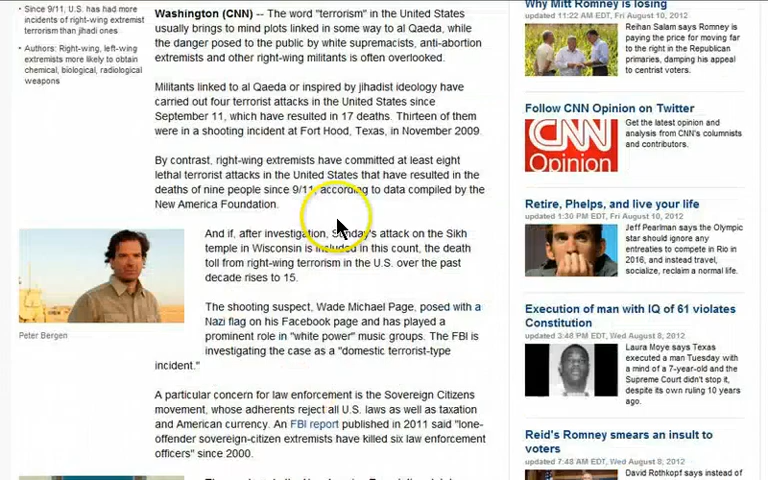 Since 9/11, U.S. has had more
incidents of right-wing extremist
terrorism than jihadi ones
Authors: Right-wing, left-wing
extremists more likely to obtain
chemical, biological, radiological
weapons
Washington (CNN) -- The word "terrorism" in the United States
usually brings to mind plots linked in some way to al Qaeda, while
the danger posed to the public by white supremacists, anti-abortion
extremists and other right-wing militants is often overlooked.
Militants linked to al Qaeda or inspired by jihadist ideology have
carried out four terrorist attacks in the United States since
September 11, which have resulted in 17 deaths. Thirteen of them
were in a shooting incident at Fort Hood, Texas, in November 2009.
By contrast, right-wing extremists have committed at least eight
lethal terrorist attacks in the United States that have resulted in the
deaths of nine people since 9/11, according to data compiled by the
New America Foundation.
And if, after investigation, Sunday's attack on the Sikh
temple in Wisconsin is included in this count, the death
toll from right-wing terrorism in the U.S. over the past
decade rises to 15.
Peter Bergen
The shooting suspect, Wade Michael Page, posed with a
Nazi flag on his Facebook page and has played a
prominent role in "white power" music groups. The FBI is
investigating the case as a "domestic terrorist-type
incident."
A particular concern for law enforcement is the Sovereign Citizens
movement, whose adherents reject all U.S. laws as well as taxation
and American currency. An FBI report published in 2011 said "lone-
offender sovereign-citizen extremists have killed six law enforcement
officers" since 2000.
Why Mitt Romney is losing
updated 11:22 AM EDT, Fri August 10, 2012
Reihan Salam says Romney is
paying the price for moving far
to the right in the Republican
primaries, damping his appeal
to centrist voters.
Follow CNN Opinion on Twitter
CNN
Opinion
Get the latest opinion and
analysis from CNN's columnists
and contributors.
Retire, Phelps, and live your life
updated 1:30 PM EDT, Fri August 10, 2012
Jeff Pearlman says the Olympic
star should ignore any
entreaties to compete in Rio in
2016, and instead travel,
socialize, reclaim a normal life.
Execution of man with IQ of 61 violates
Constitution
updated 3:48 PM EDT, Wed August 8, 2012
Laura Moye says Texas
executed a man Tuesday with
a mind of a 7-year-old and the
Supreme Court didn't stop it,
despite its own ruling 10 years
ago.
Reid's Romney smears an insult to
voters
updated 7:48 AM EDT, Wed August 8, 2012
David Rothkopf says instead of